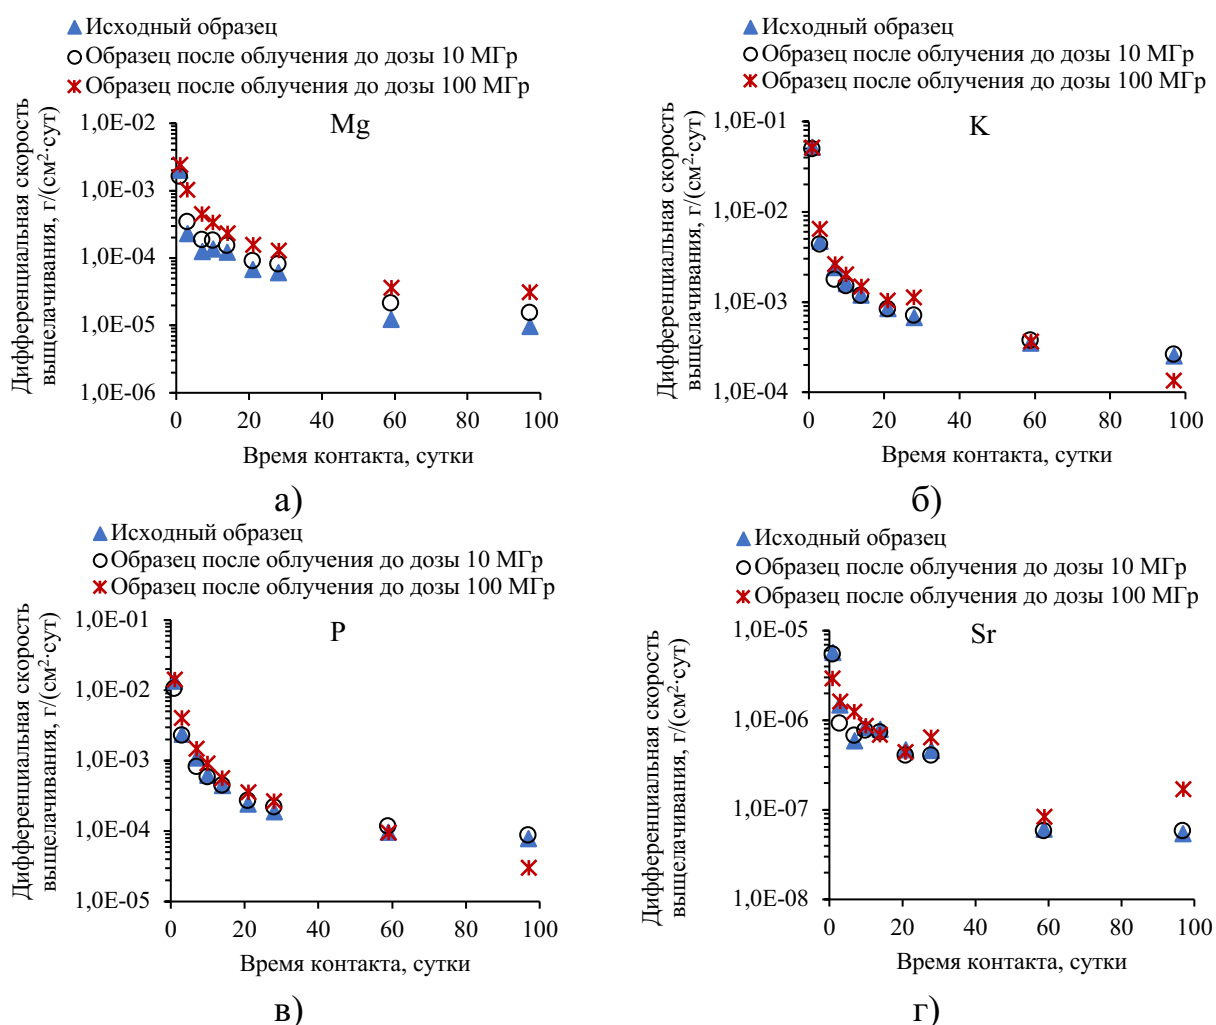 Исходный образец
Образец после облучения до дозы 10 МГр
Образец после облучения до дозы 100 МГр
Дифференциальная скорость
выщелачивания, г/(см²·сут)
Mg
1,0E-02
1,0E-03
1,0E-04
1,0E-05
1,0E-06
0 20 40 60 80 100
Время контакта, сутки
а)
Исходный образец
Образец после облучения до дозы 10 МГр
Образец после облучения до дозы 100 МГр
Дифференциальная скорость
выщелачивания, г/(см²·сут)
K
1,0E-01
1,0E-02
1,0E-03
1,0E-04
0 20 40 60 80 100
Время контакта, сутки
б)
Исходный образец
Образец после облучения до дозы 10 МГр
Образец после облучения до дозы 100 МГр
Дифференциальная скорость
выщелачивания, г/(см²·сут)
P
1,0E-01
1,0E-02
1,0E-03
1,0E-04
1,0E-05
0 20 40 60 80 100
Время контакта, сутки
в)
Исходный образец
Образец после облучения до дозы 10 МГр
Образец после облучения до дозы 100 МГр
Дифференциальная скорость
выщелачивания, г/(см²·сут)
Sr
1,0E-05
1,0E-06
1,0E-07
1,0E-08
0 20 40 60 80 100
Время контакта, сутки
г)